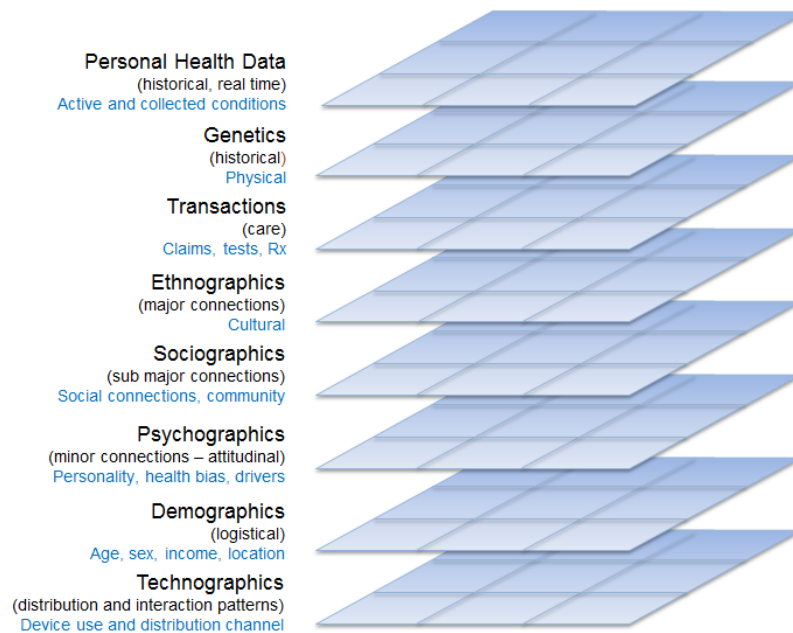 Personal Health Data
(historical, real time)
Active and collected conditions
Genetics
(historical)
Physical
Transactions
(care)
Claims, tests, Rx
Ethnographics
(major connections)
Cultural
Sociographics
(sub major connections)
Social connections, community
Psychographics
(minor connections – attitudinal)
Personality, health bias, drivers
Demographics
(logistical)
Age, sex, income, location
Technographics
(distribution and interaction patterns)
Device use and distribution channel